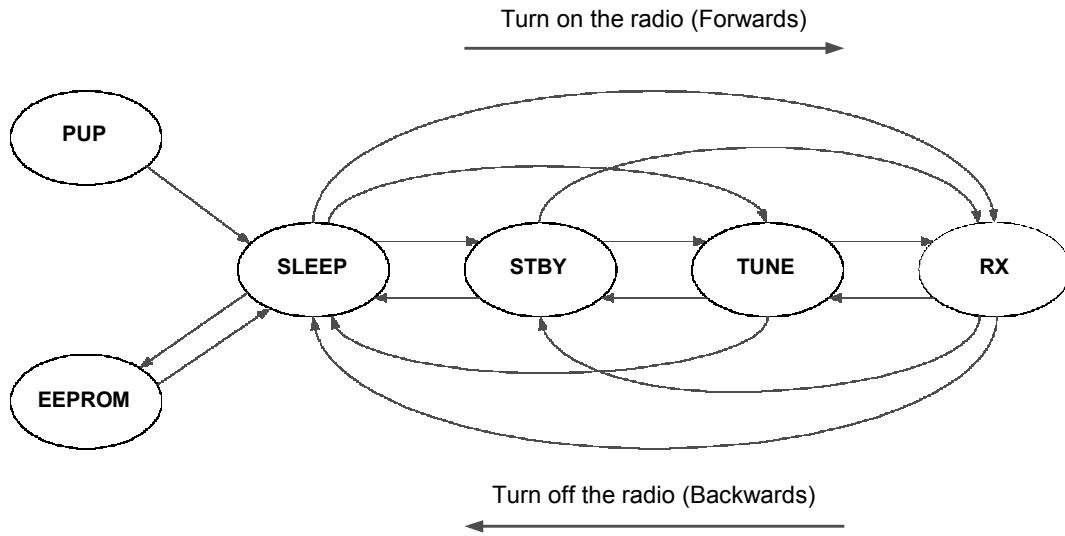 Turn on the radio (Forwards)
PUP
SLEEP
STBY
TUNE
RX
EEPROM
Turn off the radio (Backwards)